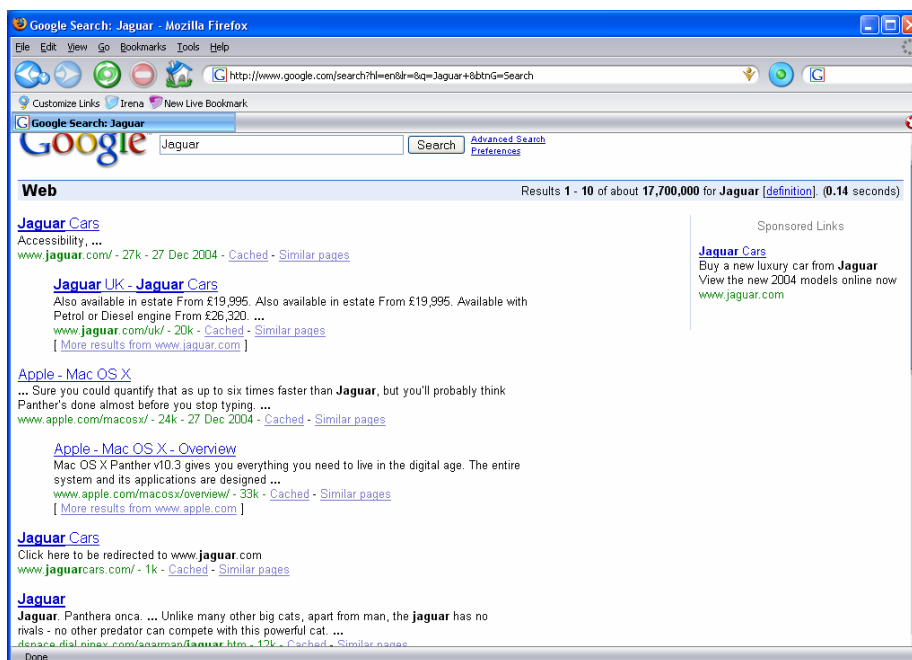 Google Search: Jaguar - Mozilla Firefox
File Edit View Go Bookmarks Tools Help
http://www.google.com/search?hl=en&lr=&q=Jaguar+&btnG=Search
Customize Links Irena New Live Bookmark
Google Search: Jaguar
Google Jaguar Search Advanced Search
Preferences
Web Results 1 - 10 of about 17,700,000 for Jaguar [definition]. (0.14 seconds)
Jaguar Cars
Accessibility, ...
www.jaguar.com/ - 27k - 27 Dec 2004 - Cached - Similar pages
Jaguar UK - Jaguar Cars
Also available in estate From £19,995. Also available in estate From £19,995. Available with
Petrol or Diesel engine From £26,320. ...
www.jaguar.com/uk/ - 20k - Cached - Similar pages
[ More results from www.jaguar.com ]
Apple - Mac OS X
... Sure you could quantify that as up to six times faster than Jaguar, but you'll probably think
Panther's done almost before you stop typing. ...
www.apple.com/macosx/ - 24k - 27 Dec 2004 - Cached - Similar pages
Apple - Mac OS X - Overview
Mac OS X Panther v10.3 gives you everything you need to live in the digital age. The entire
system and its applications are designed ...
www.apple.com/macosx/overview/ - 33k - Cached - Similar pages
[ More results from www.apple.com ]
Jaguar Cars
Click here to be redirected to www.jaguar.com
www.jaguarcars.com/ - 1k - Cached - Similar pages
Jaguar
Jaguar. Panthera onca. ... Unlike many other big cats, apart from man, the jaguar has no
rivals - no other predator can compete with this powerful cat. ...
dspace.dial.pipex.com/agarman/jaguar.htm - 12k - Cached - Similar pages
Sponsored Links
Jaguar Cars
Buy a new luxury car from Jaguar
View the new 2004 models online now
www.jaguar.com
Done